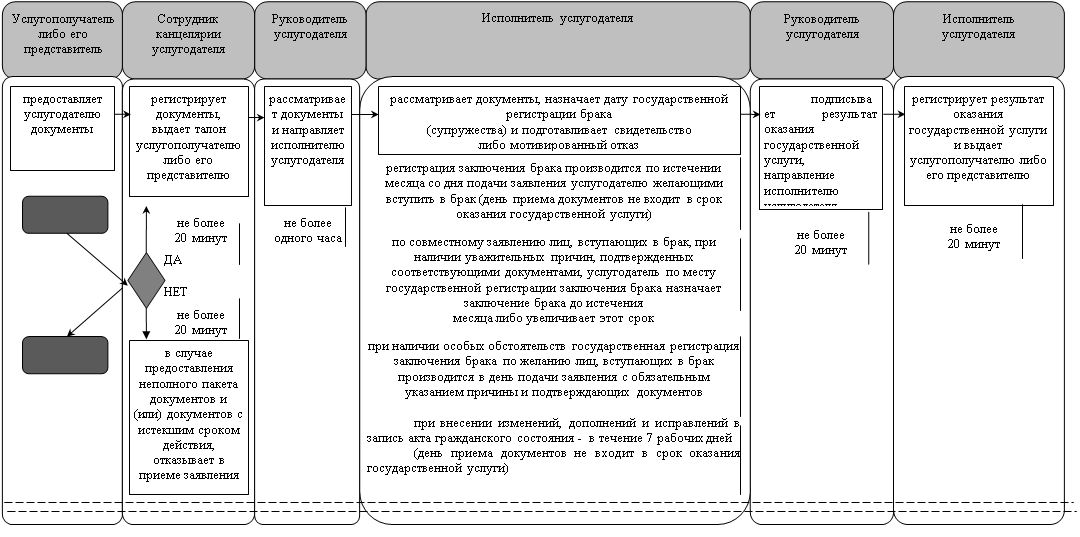 Услугополучатель
либо его
представитель
Сотрудник
канцелярии
услугодателя
Руководитель
услугодателя
Исполнитель услугодателя
Руководитель
услугодателя
Исполнитель
услугодателя
предоставляет
услугодателю
документы
регистрирует
документы,
выдает талон
услугополучателю
либо его
представителю
не более
20 минут
ДА
НЕТ
не более
20 минут
в случае
предоставления
неполного пакета
документов и
(или) документов с
истекшим сроком
действия,
отказывает в
приеме заявления
рассматривае
т документы
и направляет
исполнителю
услугодателя
не более
одного часа
рассматривает документы, назначает дату государственной
регистрации брака
(супружества) и подготавливает свидетельство
либо мотивированный отказ
регистрация заключения брака производится по истечении
месяца со дня подачи заявления услугодателю желающими
вступить в брак (день приема документов не входит в срок
оказания государственной услуги)
по совместному заявлению лиц, вступающих в брак, при
наличии уважительных причин, подтвержденных
соответствующими документами, услугодатель по месту
государственной регистрации заключения брака назначает
заключение брака до истечения
месяца либо увеличивает этот срок
при наличии особых обстоятельств государственная регистрация
заключения брака по желанию лиц, вступающих в брак
производится в день подачи заявления с обязательным
указанием причины и подтверждающих документов
при внесении изменений, дополнений и исправлений в
запись акта гражданского состояния - в течение 7 рабочих дней
(день приема документов не входит в срок оказания
государственной услуги)
подписыва
ет результат
оказания
государственной
услуги,
направление
исполнителю
услугодателя
не более
20 минут
регистрирует результат
оказания
государственной услуги
и выдает
услугополучателю либо
его представителю
не более
20 минут